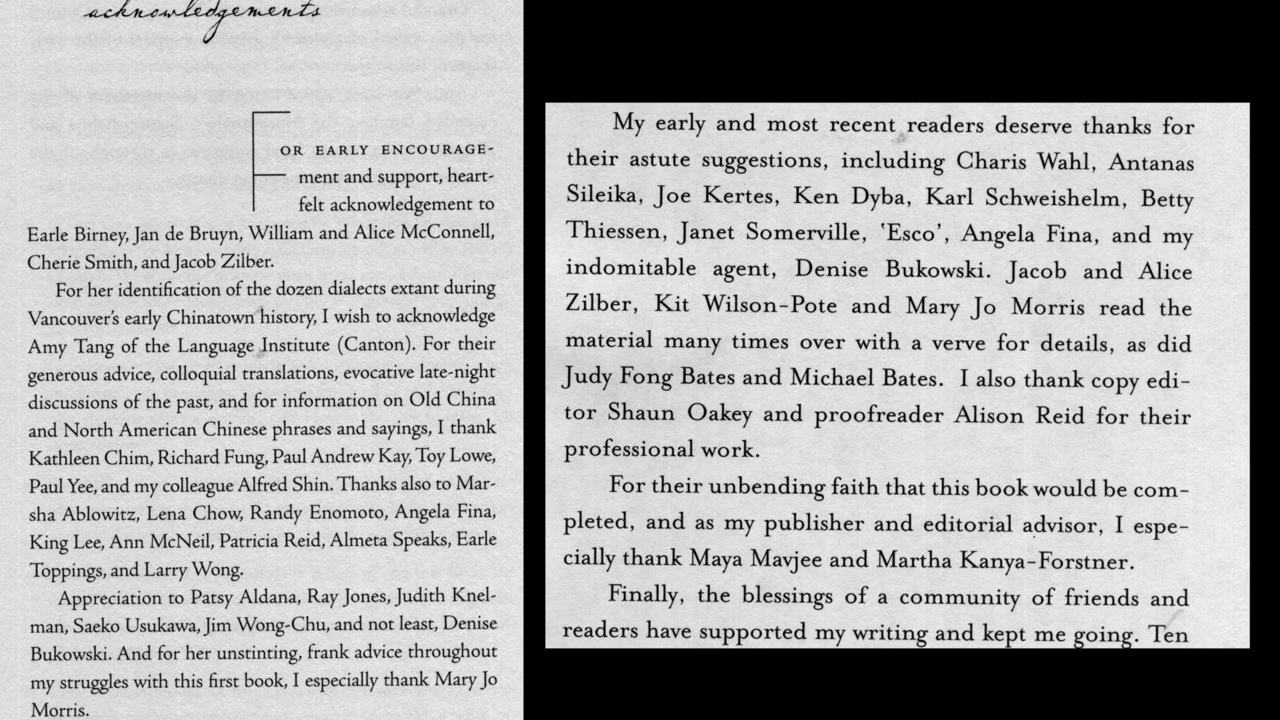 acknowledgements
FOR EARLY ENCOURAGE-
ment and support, heart-
felt acknowledgement to
Earle Birney, Jan de Bruyn, William and Alice McConnell,
Cherie Smith, and Jacob Zilber.
For her identification of the dozen dialects extant during
Vancouver's early Chinatown history, I wish to acknowledge
Amy Tang of the Language Institute (Canton). For their
generous advice, colloquial translations, evocative late-night
discussions of the past, and for information on Old China
and North American Chinese phrases and sayings, I thank
Kathleen Chim, Richard Fung, Paul Andrew Kay, Toy Lowe,
Paul Yee, and my colleague Alfred Shin. Thanks also to Mar-
sha Ablowitz, Lena Chow, Randy Enomoto, Angela Fina,
King Lee, Ann McNeil, Patricia Reid, Almeta Speaks, Earle
Toppings, and Larry Wong.
Appreciation to Patsy Aldana, Ray Jones, Judith Knel-
man, Saeko Usukawa, Jim Wong-Chu, and not least, Denise
Bukowski. And for her unstinting, frank advice throughout
my struggles with this first book, I especially thank Mary Jo
Morris.
My early and most recent readers deserve thanks for
their astute suggestions, including Charis Wahl, Antanas
Sileika, Joe Kertes, Ken Dyba, Karl Schweishelm, Betty
Thiessen, Janet Somerville, 'Esco', Angela Fina, and my
indomitable agent, Denise Bukowski. Jacob and Alice
Zilber, Kit Wilson-Pote and Mary Jo Morris read the
material many times over with a verve for details, as did
Judy Fong Bates and Michael Bates. I also thank copy edi-
tor Shaun Oakey and proofreader Alison Reid for their
professional work.
For their unbending faith that this book would be com-
pleted, and as my publisher and editorial advisor, I espe-
cially thank Maya Mavjee and Martha Kanya-Forstner.
Finally, the blessings of a community of friends and
readers have supported my writing and kept me going. Ten